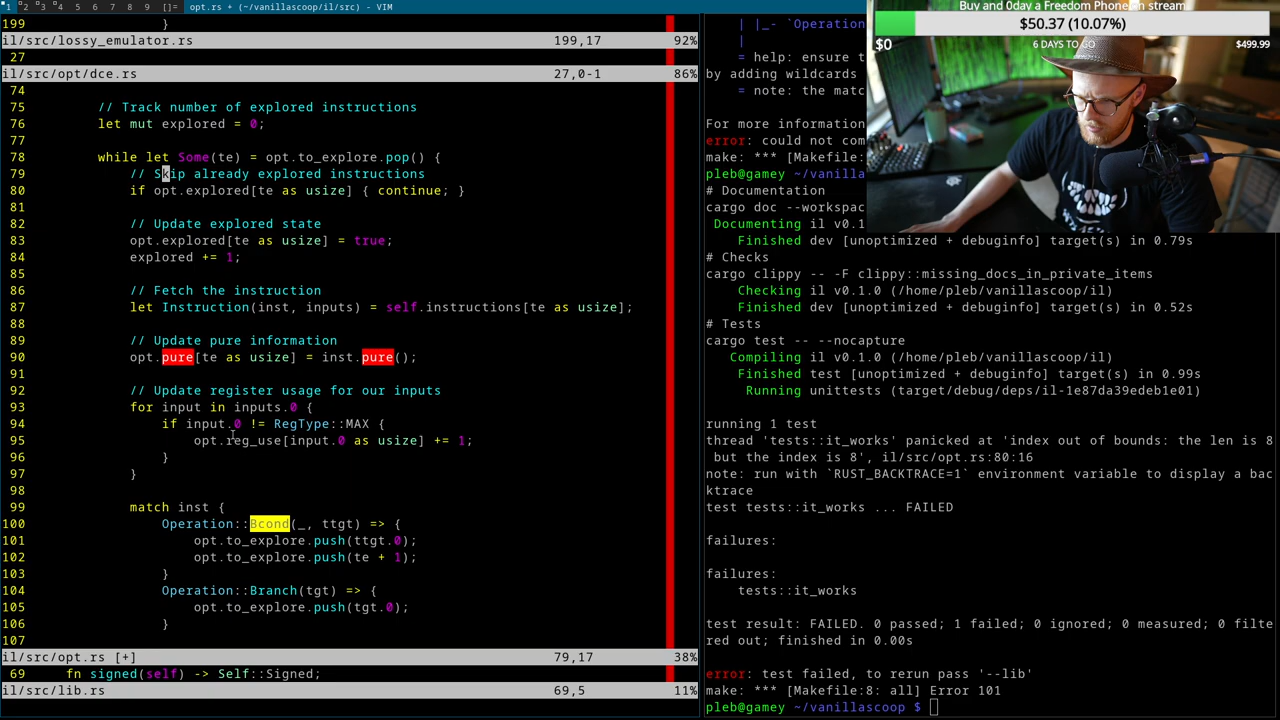 1 2 3 4 5 6 7 8 []= opt.rs + (~/vanillascoop/il/src) - VIM
199 }
il/src/lossy_emulator.rs 199,17 92%
27
il/src/opt/dce.rs 27,0-1 86%
74
75 // Track number of explored instructions
76 let mut explored = 0;
77
78 while let Some(te) = opt.to_explore.pop() {
79 // Skip already explored instructions
80 if opt.explored[te as usize] { continue; }
81
82 // Update explored state
83 opt.explored[te as usize] = true;
84 explored += 1;
85
86 // Fetch the instruction
87 let Instruction(inst, inputs) = self.instructions[te as usize];
88
89 // Update pure information
90 opt.pure[te as usize] = inst.pure();
91
92 // Update register usage for our inputs
93 for input in inputs.0 {
94 if input.0 != RegType::MAX {
95 opt.reg_use[input.0 as usize] += 1;
96 }
97 }
98
99 match inst {
100 Operation::Bcond(_, ttgt) => {
101 opt.to_explore.push(ttgt.0);
102 opt.to_explore.push(te + 1);
103 }
104 Operation::Branch(tgt) => {
105 opt.to_explore.push(tgt.0);
106 }
107
il/src/opt.rs [+] 79,17 38%
69 fn signed(self) -> Self::Signed;
il/src/lib.rs 69,5 11%
| |_- `Operation
|
= help: ensure t
by adding wildcards
= note: the matc
For more information
error: could not com
make: *** [Makefile:
pleb@gamey ~/vanilla
# Documentation
cargo doc --workspac
Documenting il v0.1
Finished dev [unoptimized + debuginfo] target(s) in 0.79s
# Checks
cargo clippy -- -F clippy::missing_docs_in_private_items
Checking il v0.1.0 (/home/pleb/vanillascoop/il)
Finished dev [unoptimized + debuginfo] target(s) in 0.52s
# Tests
cargo test -- --nocapture
Compiling il v0.1.0 (/home/pleb/vanillascoop/il)
Finished test [unoptimized + debuginfo] target(s) in 0.99s
Running unittests (target/debug/deps/il-1e87da39edeb1e01)
running 1 test
thread 'tests::it_works' panicked at 'index out of bounds: the len is 8
but the index is 8', il/src/opt.rs:80:16
note: run with `RUST_BACKTRACE=1` environment variable to display a bac
ktrace
test tests::it_works ... FAILED
failures:
failures:
tests::it_works
test result: FAILED. 0 passed; 1 failed; 0 ignored; 0 measured; 0 filte
red out; finished in 0.00s
error: test failed, to rerun pass '--lib'
make: *** [Makefile:8: all] Error 101
pleb@gamey ~/vanillascoop $
Buy and 0day a Freedom Phone on stream
$50.37 (10.07%)
$0 6 DAYS TO GO $499.99